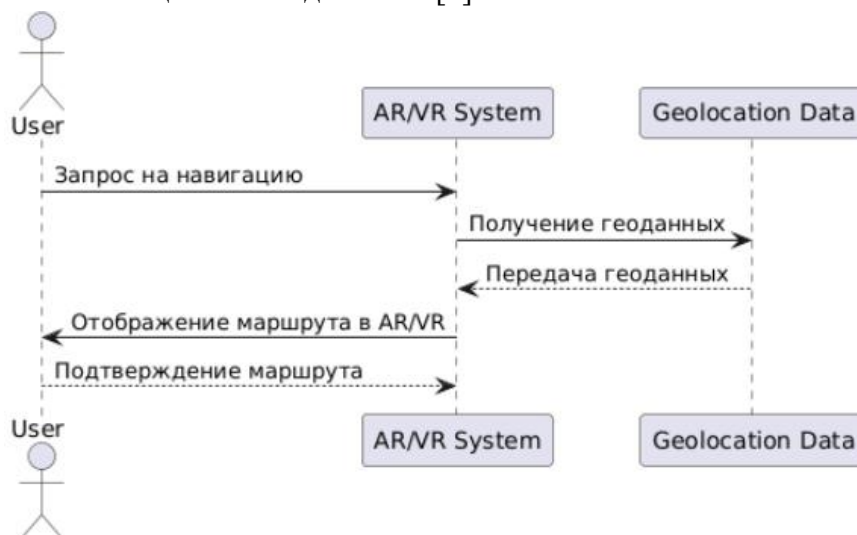 User
AR/VR System
Geolocation Data
Запрос на навигацию
Получение геоданных
Передача геоданных
Отображение маршрута в AR/VR
Подтверждение маршрута
User
AR/VR System
Geolocation Data